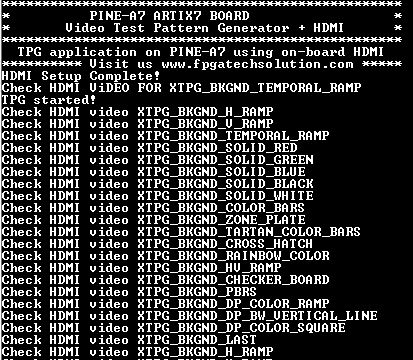 ****************************************************
*            PINE-A7 ARTIX7 BOARD                  *
*        Video Test Pattern Generator + HDMI       *
****************************************************
TPG application on PINE-A7 using on-board HDMI
********** Visit us www.fpgatechsolution.com *****
HDMI Setup Complete!
Check HDMI ViDEO FOR XTPG_BKGND_TEMPORAL_RAMP
TPG started!
Check HDMI video XTPG_BKGND_H_RAMP
Check HDMI video XTPG_BKGND_V_RAMP
Check HDMI video XTPG_BKGND_TEMPORAL_RAMP
Check HDMI video XTPG_BKGND_SOLID_RED
Check HDMI video XTPG_BKGND_SOLID_GREEN
Check HDMI video XTPG_BKGND_SOLID_BLUE
Check HDMI video XTPG_BKGND_SOLID_BLACK
Check HDMI video XTPG_BKGND_SOLID_WHITE
Check HDMI video XTPG_BKGND_COLOR_BARS
Check HDMI video XTPG_BKGND_ZONE_PLATE
Check HDMI video XTPG_BKGND_TARTAN_COLOR_BARS
Check HDMI video XTPG_BKGND_CROSS_HATCH
Check HDMI video XTPG_BKGND_RAINBOW_COLOR
Check HDMI video XTPG_BKGND_HV_RAMP
Check HDMI video XTPG_BKGND_CHECKER_BOARD
Check HDMI video XTPG_BKGND_PBRS
Check HDMI video XTPG_BKGND_DP_COLOR_RAMP
Check HDMI video XTPG_BKGND_DP_BW_VERTICAL_LINE
Check HDMI video XTPG_BKGND_DP_COLOR_SQUARE
Check HDMI video XTPG_BKGND_LAST
Check HDMI video XTPG_BKGND_H_RAMP